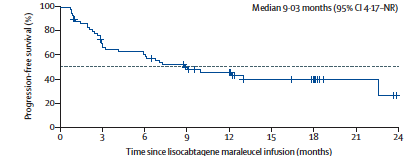 Median 9·03 months (95% CI 4·17–NR)
Progression-free survival (%)
100
80
60
40
20
0
0 3 6 9 12 15 18 21 24
Time since lisocabtagene maraleucel infusion (months)